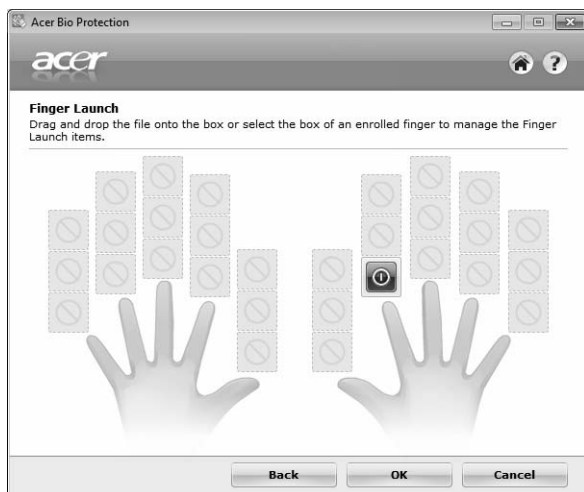 Acer Bio Protection
acer
?
Finger Launch
Drag and drop the file onto the box or select the box of an enrolled finger to manage the Finger
Launch items.
Back OK Cancel